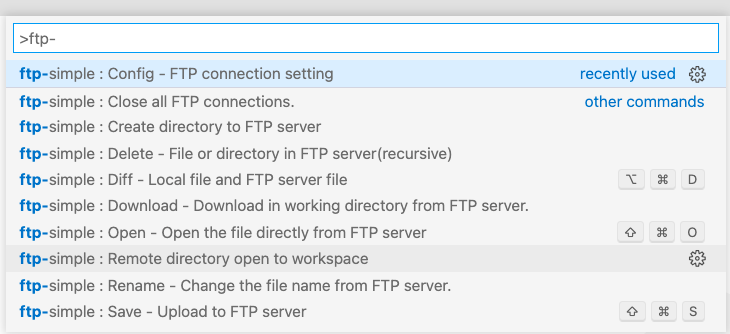 >ftp-
ftp-simple : Config - FTP connection setting recently used
ftp-simple : Close all FTP connections. other commands
ftp-simple : Create directory to FTP server
ftp-simple : Delete - File or directory in FTP server(recursive)
ftp-simple : Diff - Local file and FTP server file ⌥ ⌘ D
ftp-simple : Download - Download in working directory from FTP server.
ftp-simple : Open - Open the file directly from FTP server ⇧ ⌘ O
ftp-simple : Remote directory open to workspace
ftp-simple : Rename - Change the file name from FTP server.
ftp-simple : Save - Upload to FTP server ⇧ ⌘ S